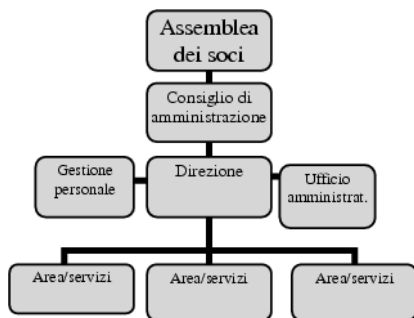 Assemblea
dei soci
Consiglio di
amministrazione
Gestione
personale
Direzione
Ufficio
amministrat.
Area/servizi
Area/servizi
Area/servizi